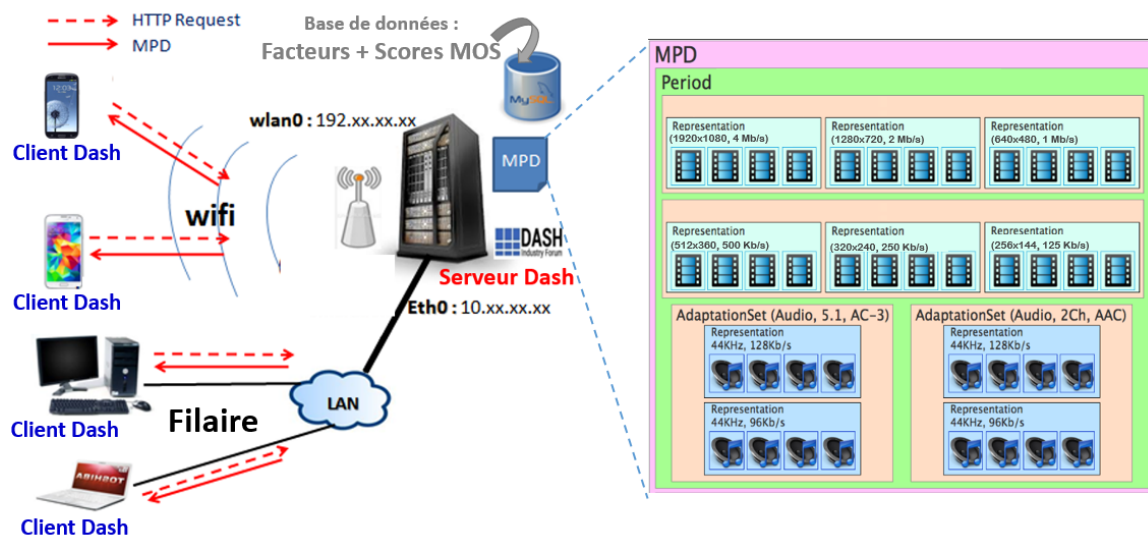 HTTP Request
MPD
Base de données :
Facteurs + Scores MOS
MySQL
wlan0 : 192.xx.xx.xx
Client Dash
wifi
MPD
DASH
Industry Forum
Serveur Dash
Client Dash
Eth0 : 10.xx.xx.xx
Client Dash
Filaire
LAN
TOSHIBA
Client Dash
MPD
Period
Representation
(1920x1080, 4 Mb/s)
Representation
(1280x720, 2 Mb/s)
Representation
(640x480, 1 Mb/s)
Representation
(512x360, 500 Kb/s)
Representation
(320x240, 250 Kb/s)
Representation
(256x144, 125 Kb/s)
AdaptationSet (Audio, 5.1, AC-3)
Representation
44KHz, 128Kb/s
Representation
44KHz, 96Kb/s
AdaptationSet (Audio, 2Ch, AAC)
Representation
44KHz, 128Kb/s
Representation
44KHz, 96Kb/s